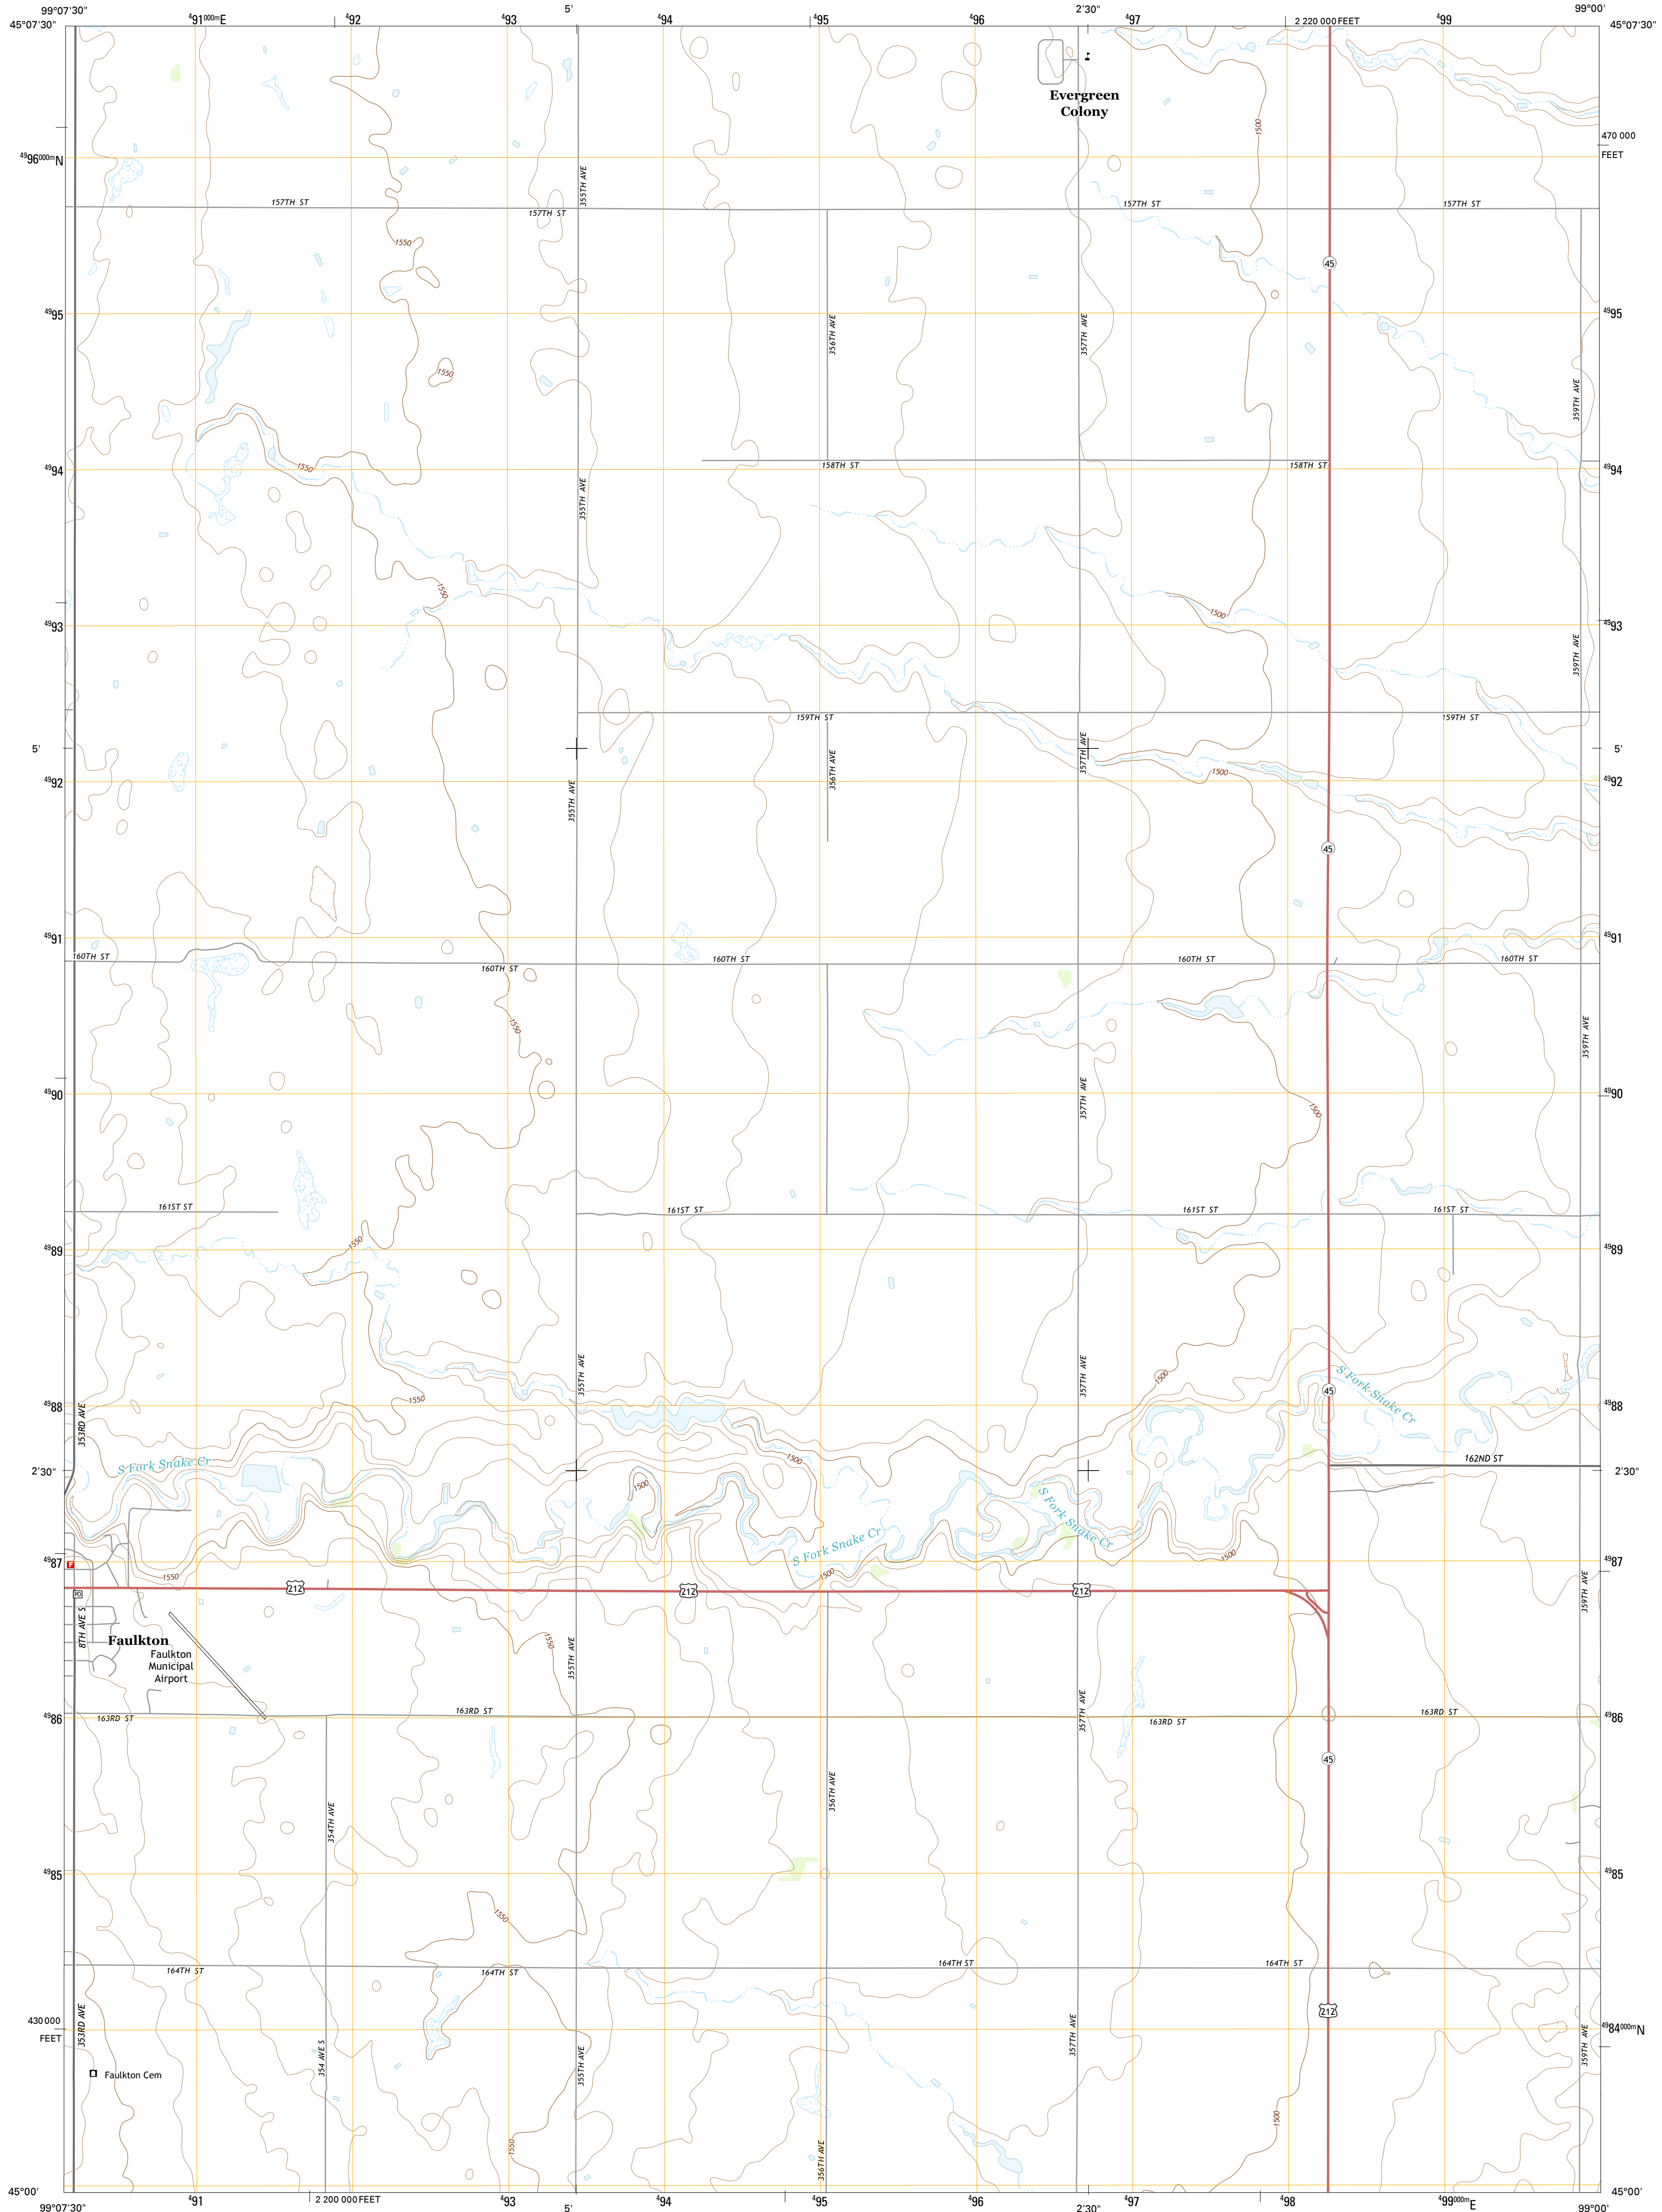 99°07'30" 491000mE 492 493 5' 494 495 496 2'30" 497 2 220 000 FEET 499 99°00'
45°07'30" 45°07'30"
Evergreen
Colony
1500
470 000
FEET
4996000mN
355TH AVE
157TH ST 157TH ST 157TH ST 157TH ST
1550
45
4995 4995
356TH AVE 357TH AVE
1550
359TH AVE
1550
4994 158TH ST 158TH ST 4994
355TH AVE
1550
1500
4993 4993
359TH AVE
159TH ST 159TH ST
5' 5'
357TH AVE
356TH AVE
1500
4992 4992
355TH AVE
45
4991 4991
160TH ST 160TH ST 160TH ST 160TH ST 160TH ST
1550
359TH AVE
4990 4990
357TH AVE
1500
161ST ST 161ST ST 161ST ST 161ST ST
1550
4989 4989
355TH AVE 357TH AVE
1500
45
S Fork Snake Cr
1550
4988 4988
353RD AVE
S Fork Snake Cr
1500
162ND ST
2'30" 2'30"
1500
S Fork Snake Cr
S Fork Snake Cr
4987 4987
F
1550
1500
1500
212 212 212
PO
359TH AVE
8TH AVE S
Faulkton
Faulkton
Municipal
Airport
1550
355TH AVE
357TH AVE
4986 4986
163RD ST 163RD ST 163RD ST 163RD ST
45
354TH AVE
356TH AVE
4985 4985
1550
164TH ST 164TH ST 164TH ST 164TH ST
212
430 000
FEET
353RD AVE
354 AVE S
355TH AVE
357TH AVE
359TH AVE
4984000mN
Faulkton Cem
1500
1550
356TH AVE
45°00' 45°00'
99°07'30" 491 2 200 000 FEET 493 5' 494 495 496 2'30" 497 498 499000mE 99°00'